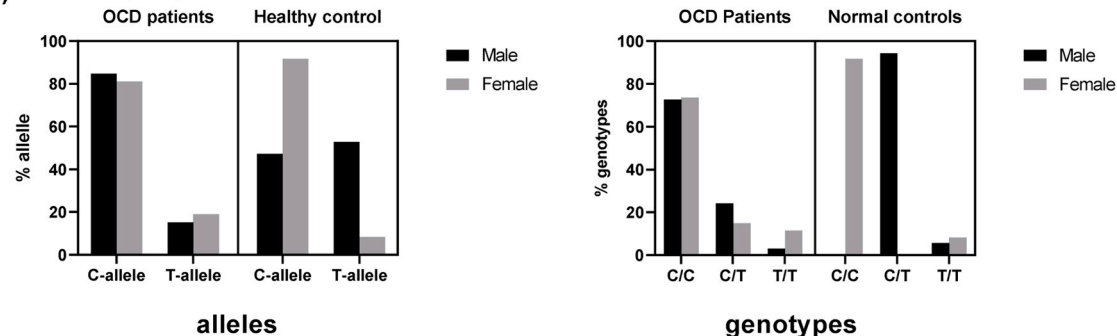 )
OCD patients Healthy control
100
80
60
40
20
0
% allelle
C-allele T-allele C-allele T-allele
alleles
Male
Female
OCD Patients Normal controls
100
80
60
40
20
0
% genotypes
C/C C/T T/T C/C C/T T/T
genotypes
Male
Female